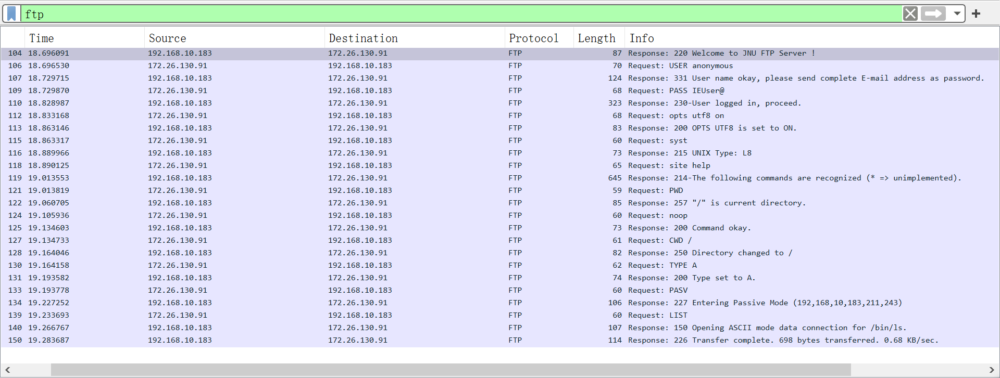 ftp
Time Source Destination Protocol Length Info
104 18.696091 192.168.10.183 172.26.130.91 FTP 87 Response: 220 Welcome to JNU FTP Server !
106 18.696530 172.26.130.91 192.168.10.183 FTP 70 Request: USER anonymous
107 18.729715 192.168.10.183 172.26.130.91 FTP 124 Response: 331 User name okay, please send complete E-mail address as password.
109 18.729870 172.26.130.91 192.168.10.183 FTP 68 Request: PASS IEUser@
110 18.828987 192.168.10.183 172.26.130.91 FTP 323 Response: 230-User logged in, proceed.
112 18.833168 172.26.130.91 192.168.10.183 FTP 68 Request: opts utf8 on
113 18.863146 192.168.10.183 172.26.130.91 FTP 83 Response: 200 OPTS UTF8 is set to ON.
115 18.863317 172.26.130.91 192.168.10.183 FTP 60 Request: syst
116 18.889966 192.168.10.183 172.26.130.91 FTP 73 Response: 215 UNIX Type: L8
118 18.890125 172.26.130.91 192.168.10.183 FTP 65 Request: site help
119 19.013553 192.168.10.183 172.26.130.91 FTP 645 Response: 214-The following commands are recognized (* => unimplemented).
121 19.013819 172.26.130.91 192.168.10.183 FTP 59 Request: PWD
122 19.060705 192.168.10.183 172.26.130.91 FTP 85 Response: 257 "/" is current directory.
124 19.105936 172.26.130.91 192.168.10.183 FTP 60 Request: noop
125 19.134603 192.168.10.183 172.26.130.91 FTP 73 Response: 200 Command okay.
127 19.134733 172.26.130.91 192.168.10.183 FTP 61 Request: CWD /
128 19.164046 192.168.10.183 172.26.130.91 FTP 82 Response: 250 Directory changed to /
130 19.164158 172.26.130.91 192.168.10.183 FTP 62 Request: TYPE A
131 19.193582 192.168.10.183 172.26.130.91 FTP 74 Response: 200 Type set to A.
133 19.193778 172.26.130.91 192.168.10.183 FTP 60 Request: PASV
134 19.227252 192.168.10.183 172.26.130.91 FTP 106 Response: 227 Entering Passive Mode (192,168,10,183,211,243)
139 19.233693 172.26.130.91 192.168.10.183 FTP 60 Request: LIST
140 19.266767 192.168.10.183 172.26.130.91 FTP 107 Response: 150 Opening ASCII mode data connection for /bin/ls.
150 19.283687 192.168.10.183 172.26.130.91 FTP 114 Response: 226 Transfer complete. 698 bytes transferred. 0.68 KB/sec.